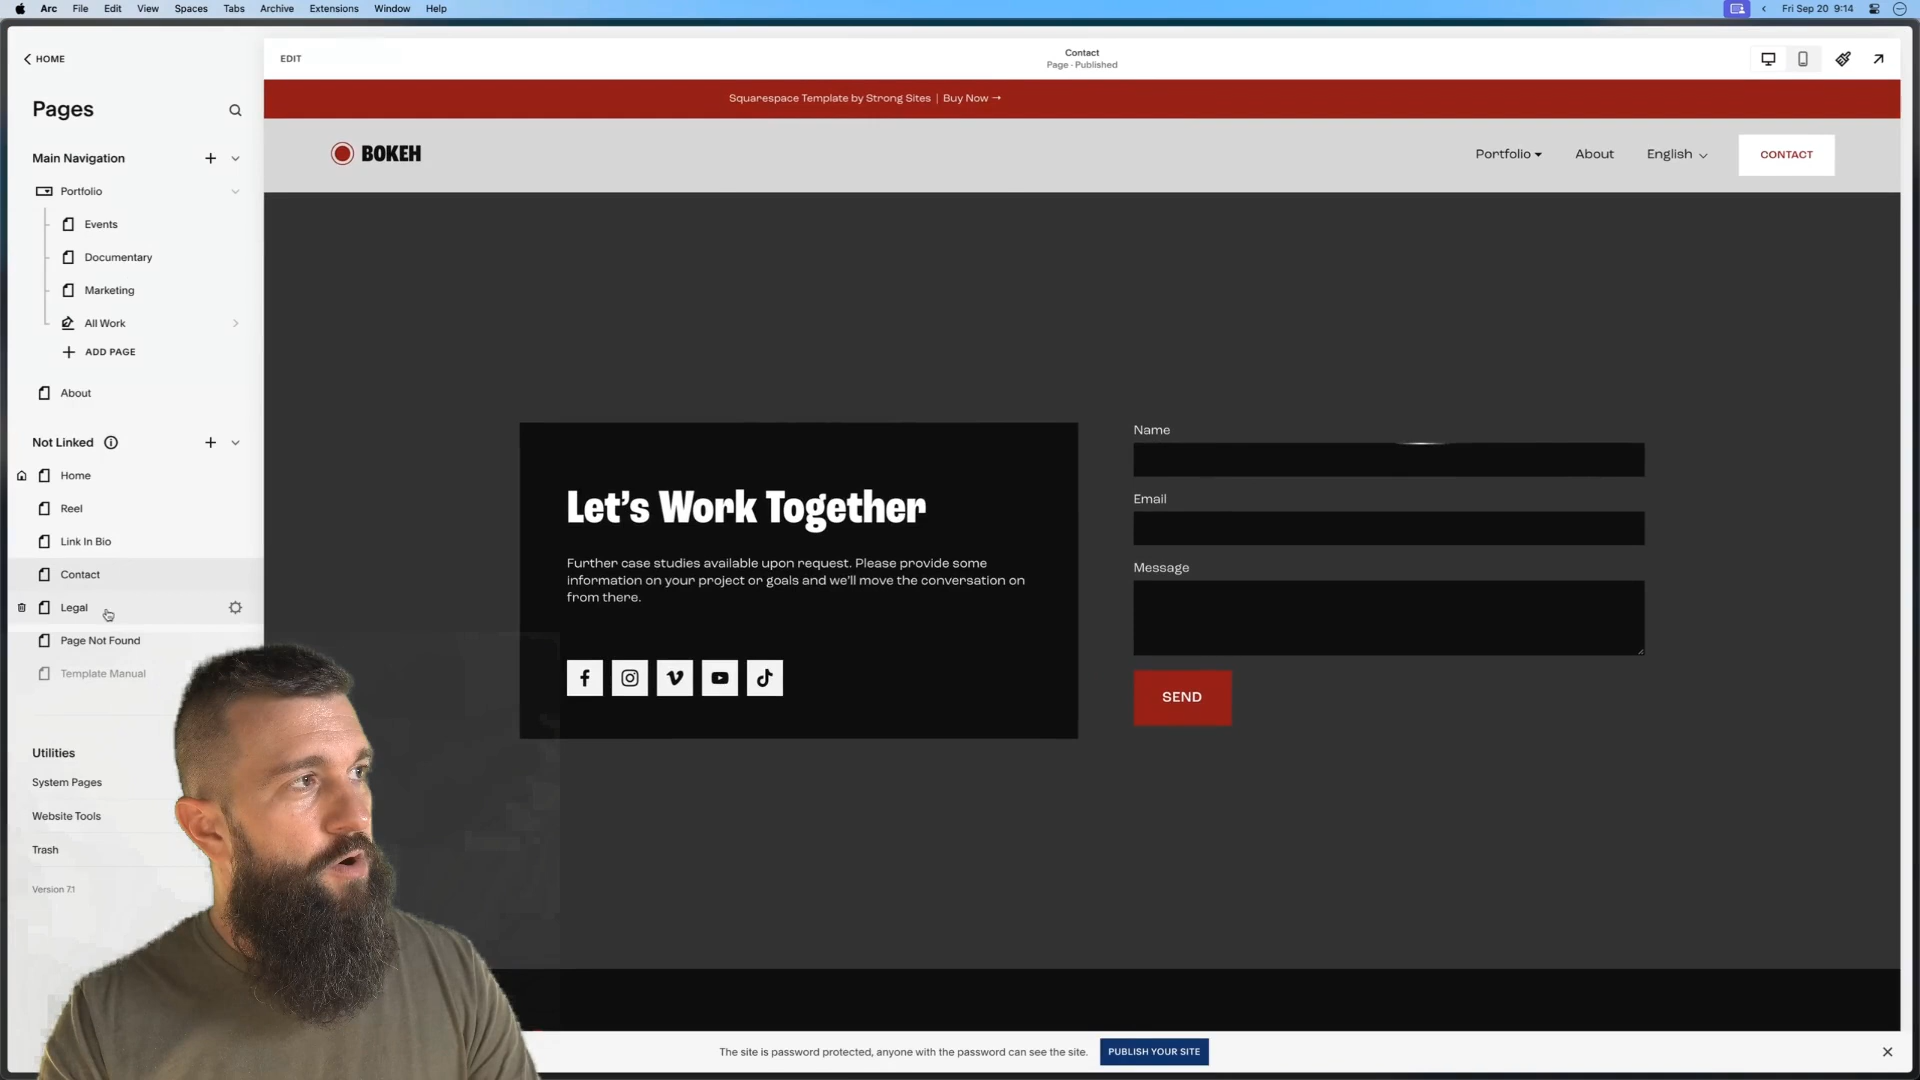 Arc File Edit View Spaces Tabs Archive Extensions Window Help
Fri Sep 20 9:14
HOME
EDIT
Contact
Page · Published
Pages
Main Navigation
Portfolio
Events
Documentary
Marketing
All Work
ADD PAGE
About
Not Linked
Home
Reel
Link In Bio
Contact
Legal
Page Not Found
Template Manual
Utilities
System Pages
Website Tools
Trash
Version 7.1
Squarespace Template by Strong Sites | Buy Now →
BOKEH
Portfolio
About
English
CONTACT
Let's Work Together
Further case studies available upon request. Please provide some
information on your project or goals and we'll move the conversation on
from there.
Name
Email
Message
SEND
The site is password protected, anyone with the password can see the site.
PUBLISH YOUR SITE